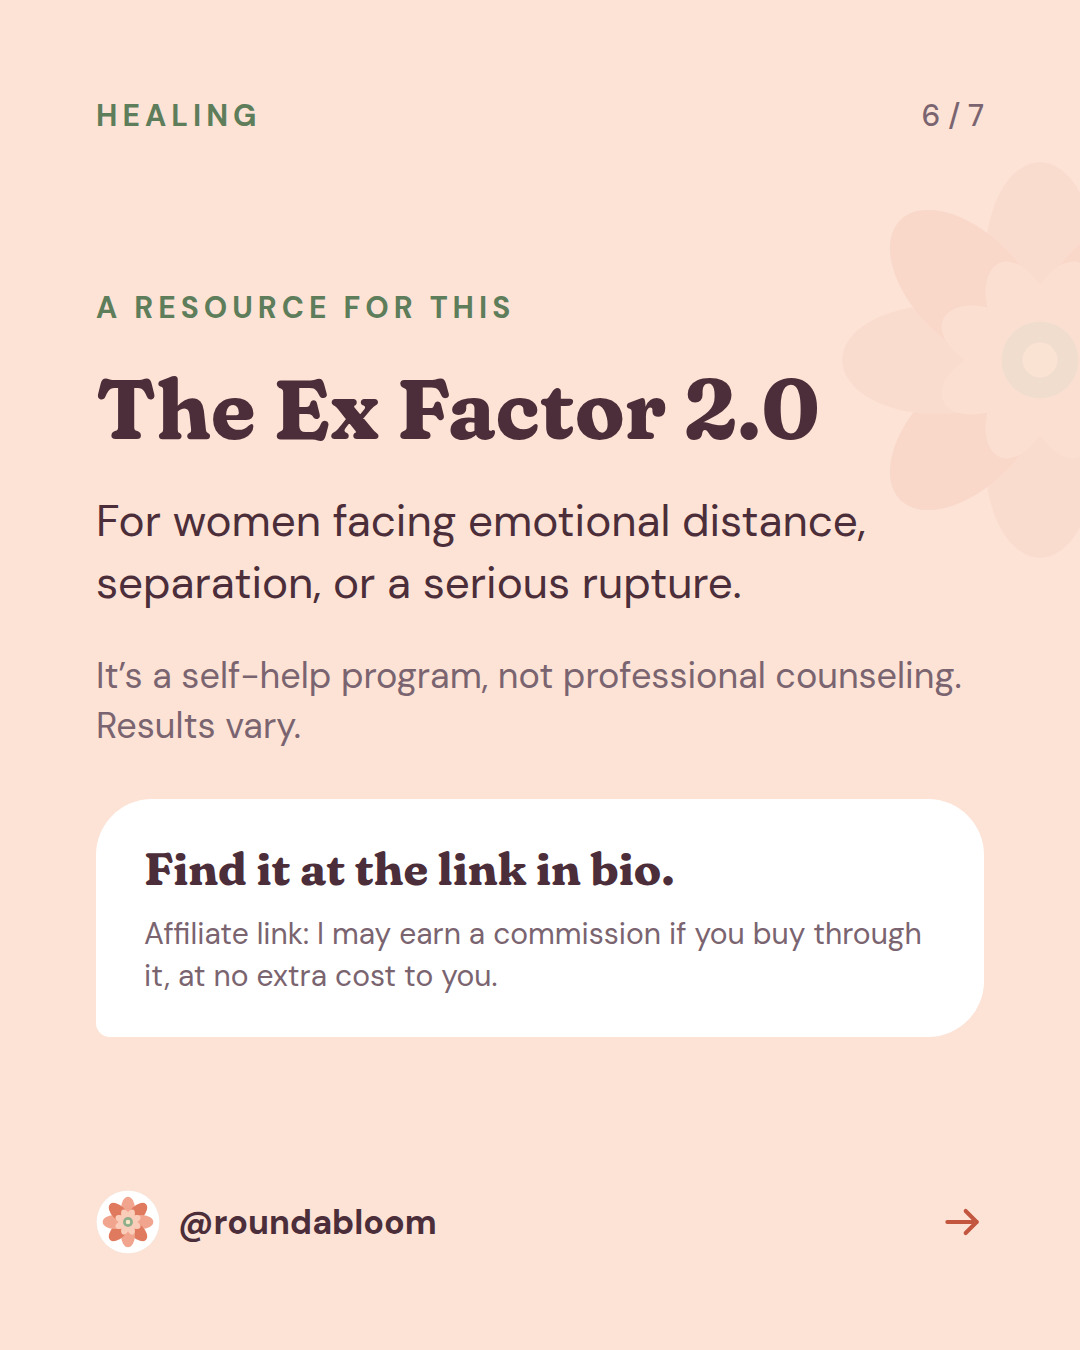 HEALING
6 / 7
A RESOURCE FOR THIS
The Ex Factor 2.0
For women facing emotional distance,
separation, or a serious rupture.
It’s a self-help program, not professional counseling.
Results vary.
Find it at the link in bio.
Affiliate link: I may earn a commission if you buy through
it, at no extra cost to you.
@roundabloom